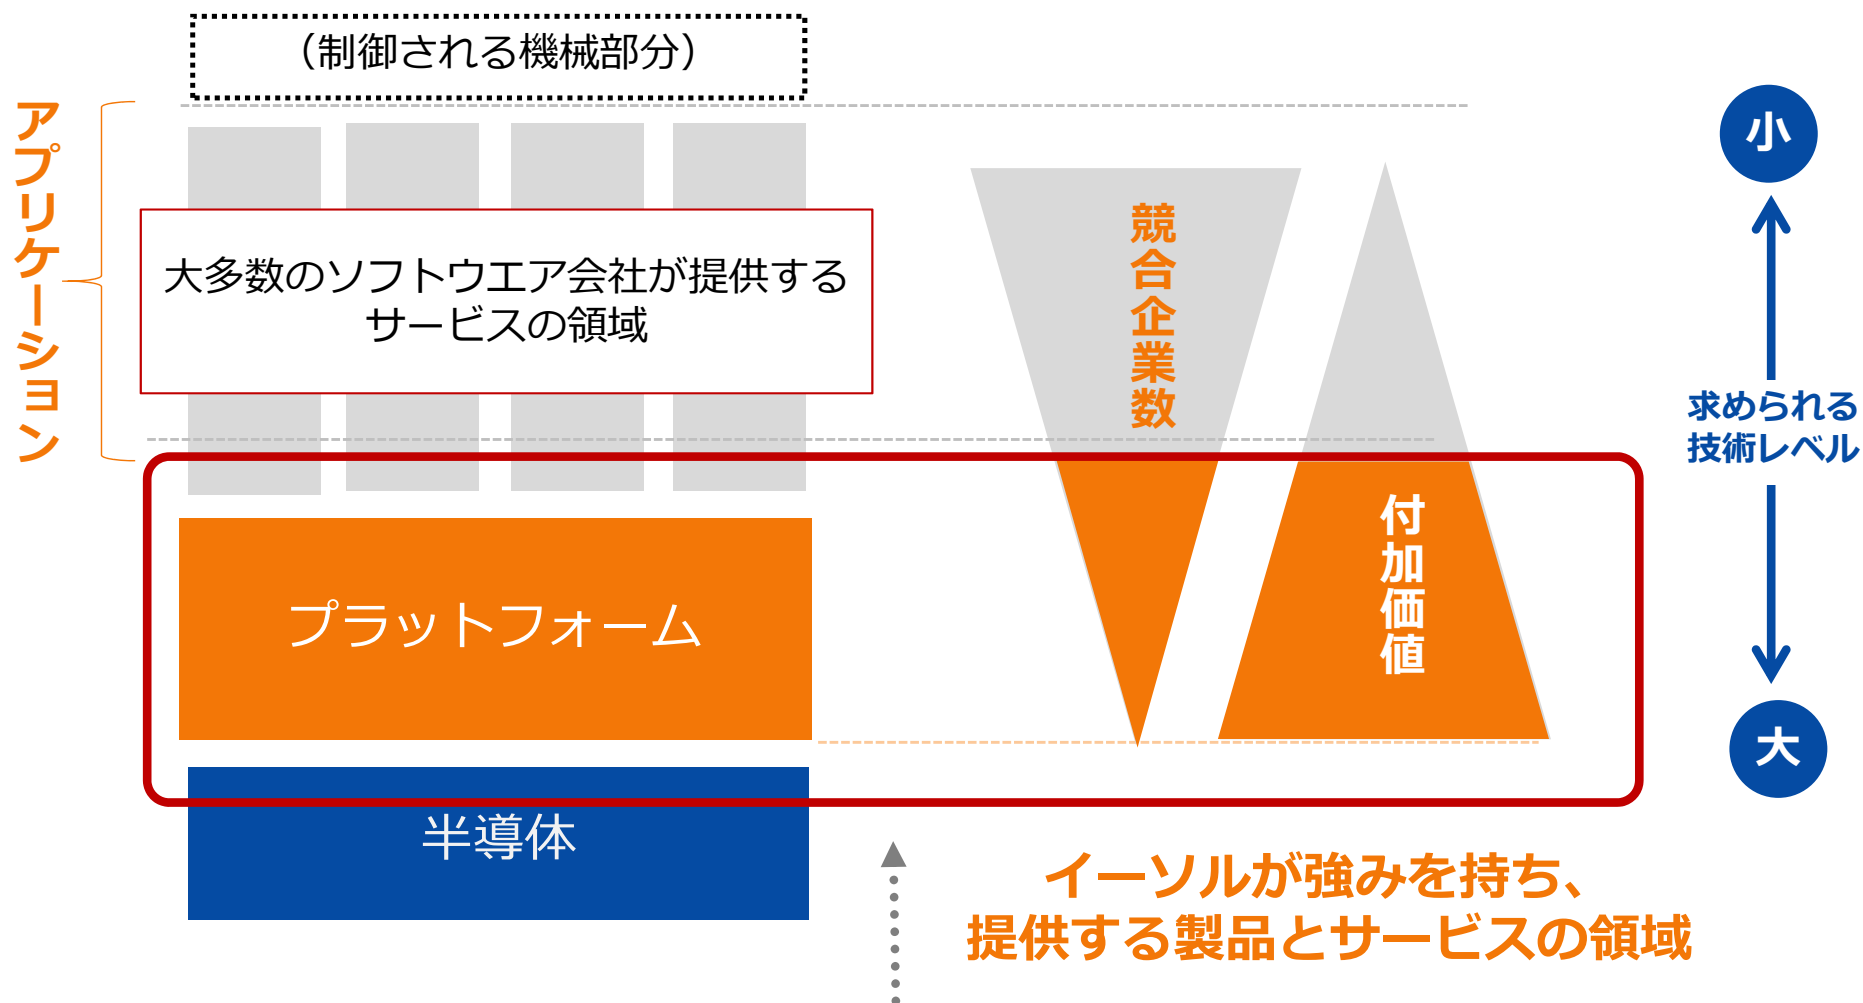 （制御される機械部分）
アプリケーション
大多数のソフトウエア会社が提供する
サービスの領域
競合企業数
付加価値
小
求められる
技術レベル
大
プラットフォーム
半導体
イーソルが強みを持ち、
提供する製品とサービスの領域